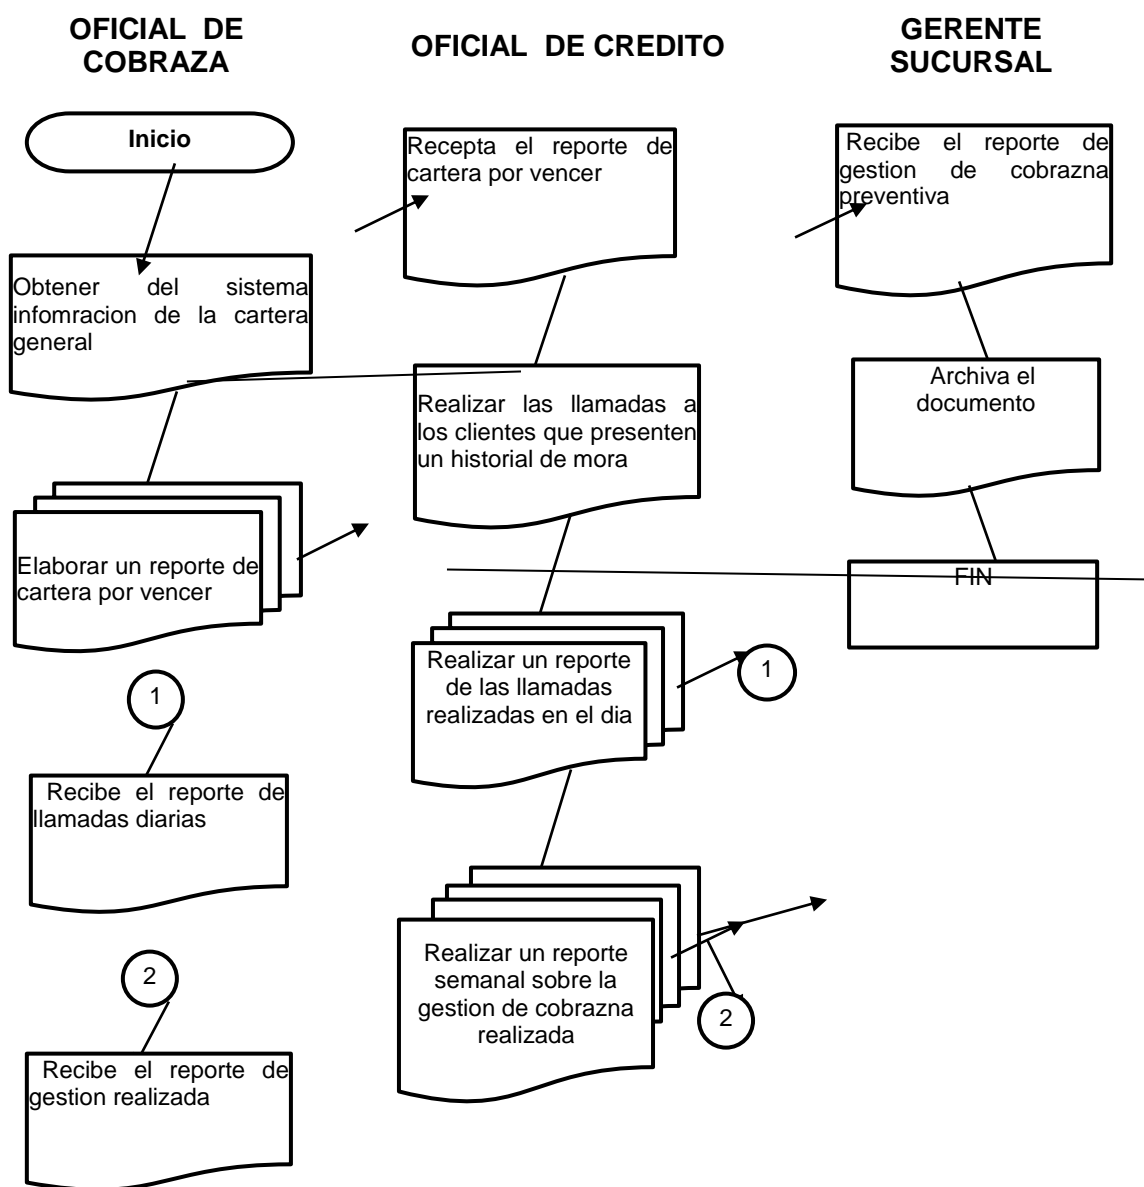 OFICIAL DE
COBRAZA
Inicio
Obtener del sistema
infomracion de la cartera
general
Elaborar un reporte de
cartera por vencer
1
Recibe el reporte de
llamadas diarias
2
Recibe el reporte de
gestion realizada
OFICIAL DE CREDITO
Recepta el reporte de
cartera por vencer
Realizar las llamadas a
los clientes que presenten
un historial de mora
Realizar un reporte
de las llamadas
realizadas en el dia
1
Realizar un reporte
semanal sobre la
gestion de cobrazna
realizada
2
GERENTE
SUCURSAL
Recibe el reporte de
gestion de cobrazna
preventiva
Archiva el
documento
FIN